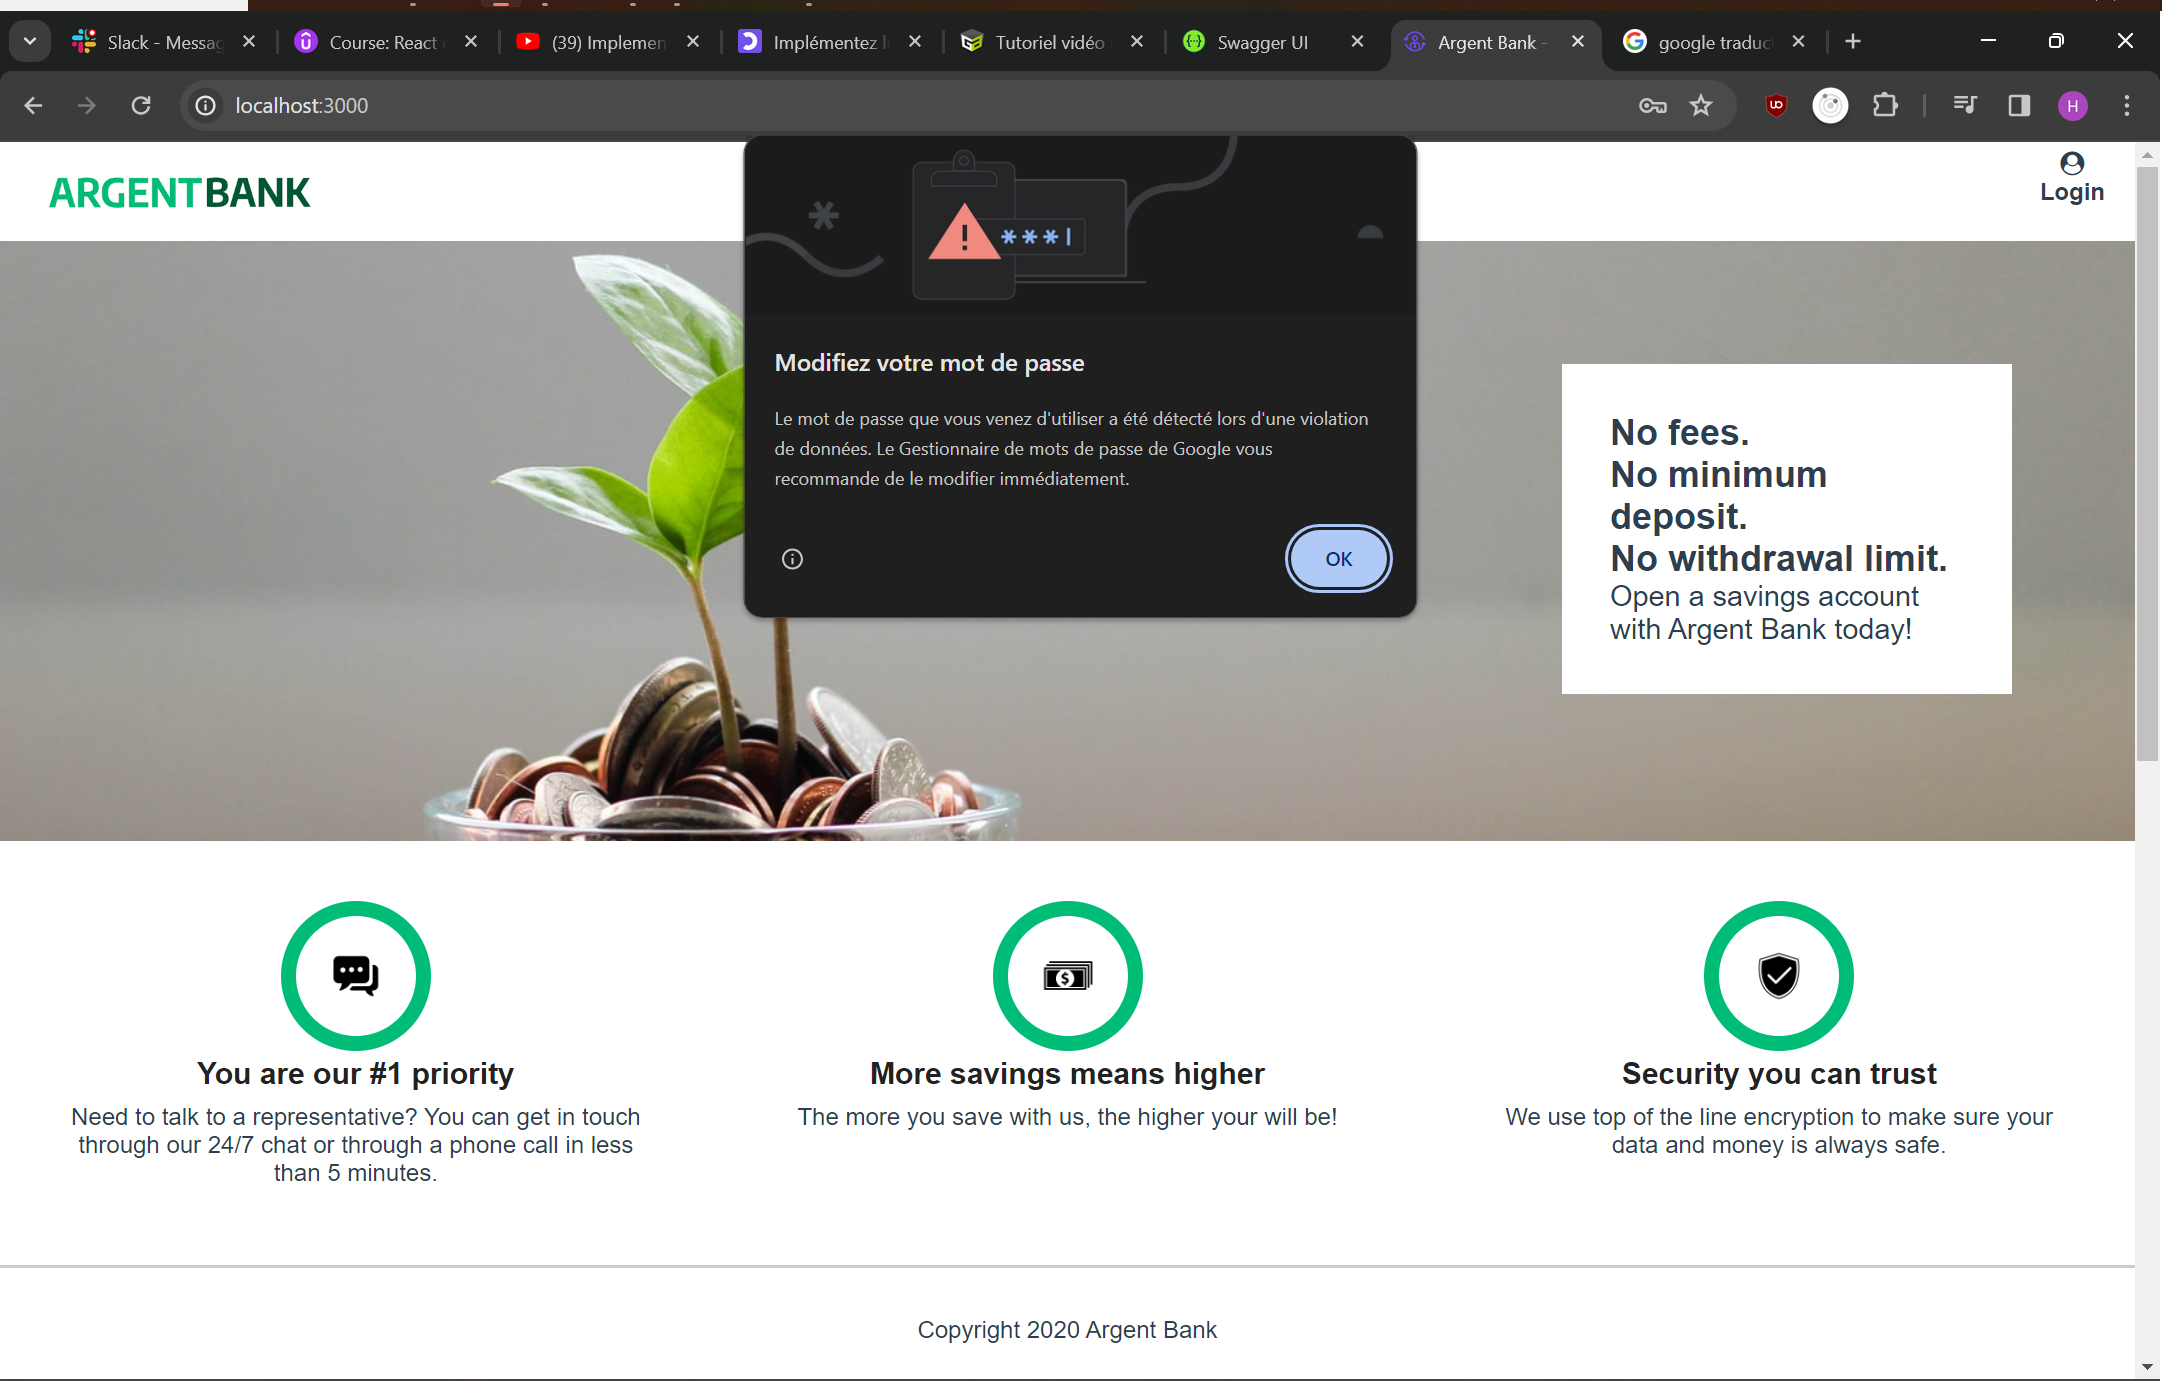 Slack - Messag
Course: React
(39) Implemen
Implémentez l
Tutoriel vidéo
Swagger UI
Argent Bank -
google traduc
localhost:3000
H
ARGENTBANK
Login
***|
Modifiez votre mot de passe
Le mot de passe que vous venez d'utiliser a été détecté lors d'une violation
de données. Le Gestionnaire de mots de passe de Google vous
recommande de le modifier immédiatement.
OK
No fees.
No minimum
deposit.
No withdrawal limit.
Open a savings account
with Argent Bank today!
You are our #1 priority
Need to talk to a representative? You can get in touch
through our 24/7 chat or through a phone call in less
than 5 minutes.
More savings means higher
The more you save with us, the higher your will be!
Security you can trust
We use top of the line encryption to make sure your
data and money is always safe.
Copyright 2020 Argent Bank